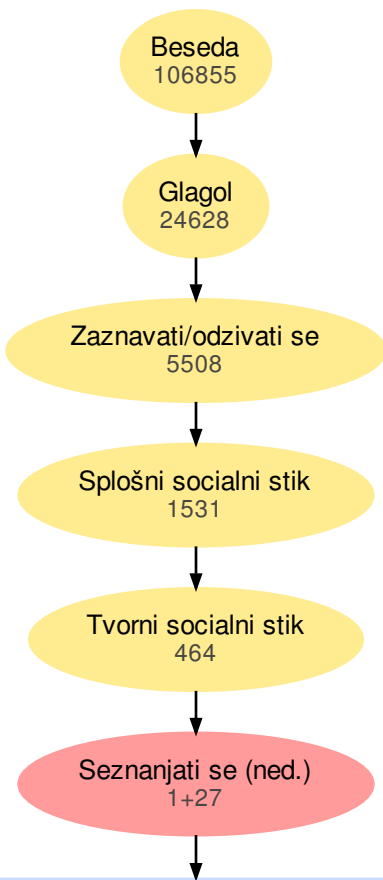 Beseda
106855
Glagol
24628
Zaznavati/odzivati se
5508
Splošni socialni stik
1531
Tvorni socialni stik
464
Seznanjati se (ned.)
1+27